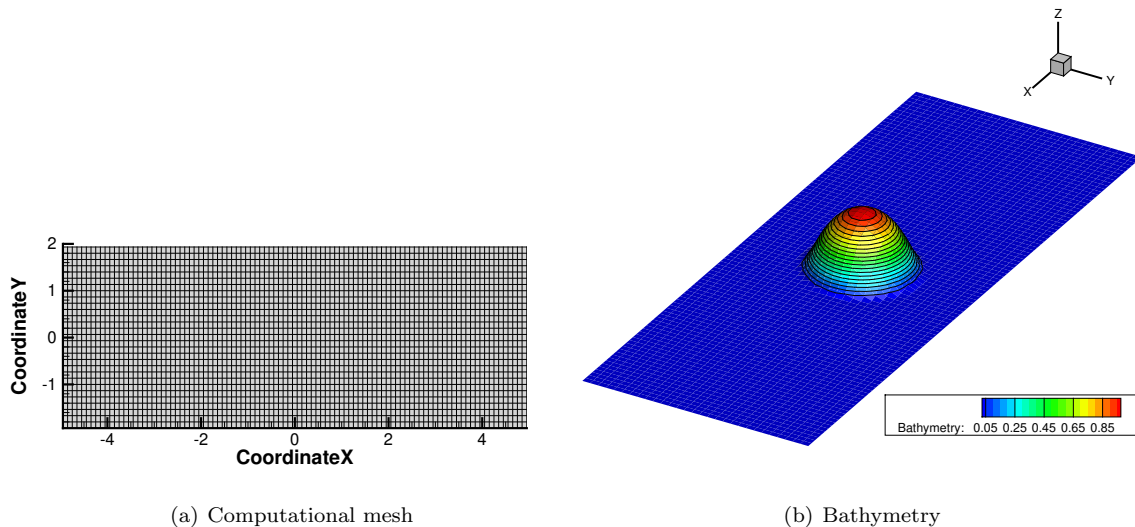 Z
X
Y
2
1
0
-1
CoordinateY
-4 -2 0 2 4
CoordinateX
Bathymetry: 0.05 0.25 0.45 0.65 0.85
(a) Computational mesh
(b) Bathymetry